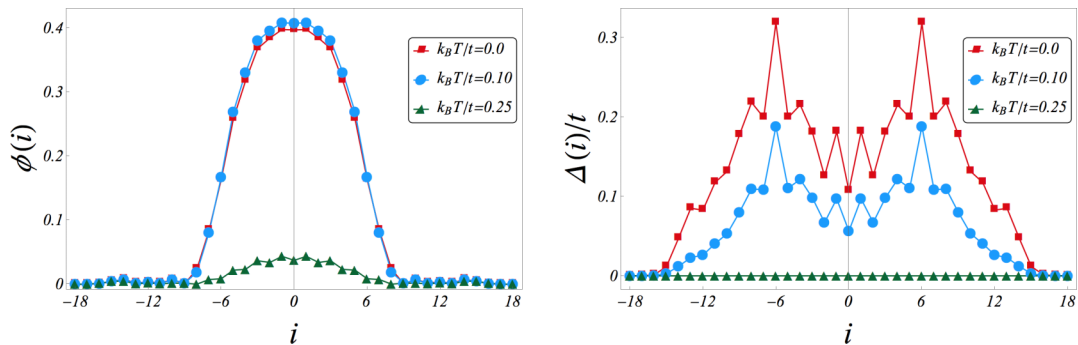 0.4
0.3
0.2
0.1
0
ϕ(i)
k_BT/t=0.0
k_BT/t=0.10
k_BT/t=0.25
−18 −12 −6 0 6 12 18
i
0.3
0.2
0.1
0
Δ(i)/t
k_BT/t=0.0
k_BT/t=0.10
k_BT/t=0.25
−18 −12 −6 0 6 12 18
i